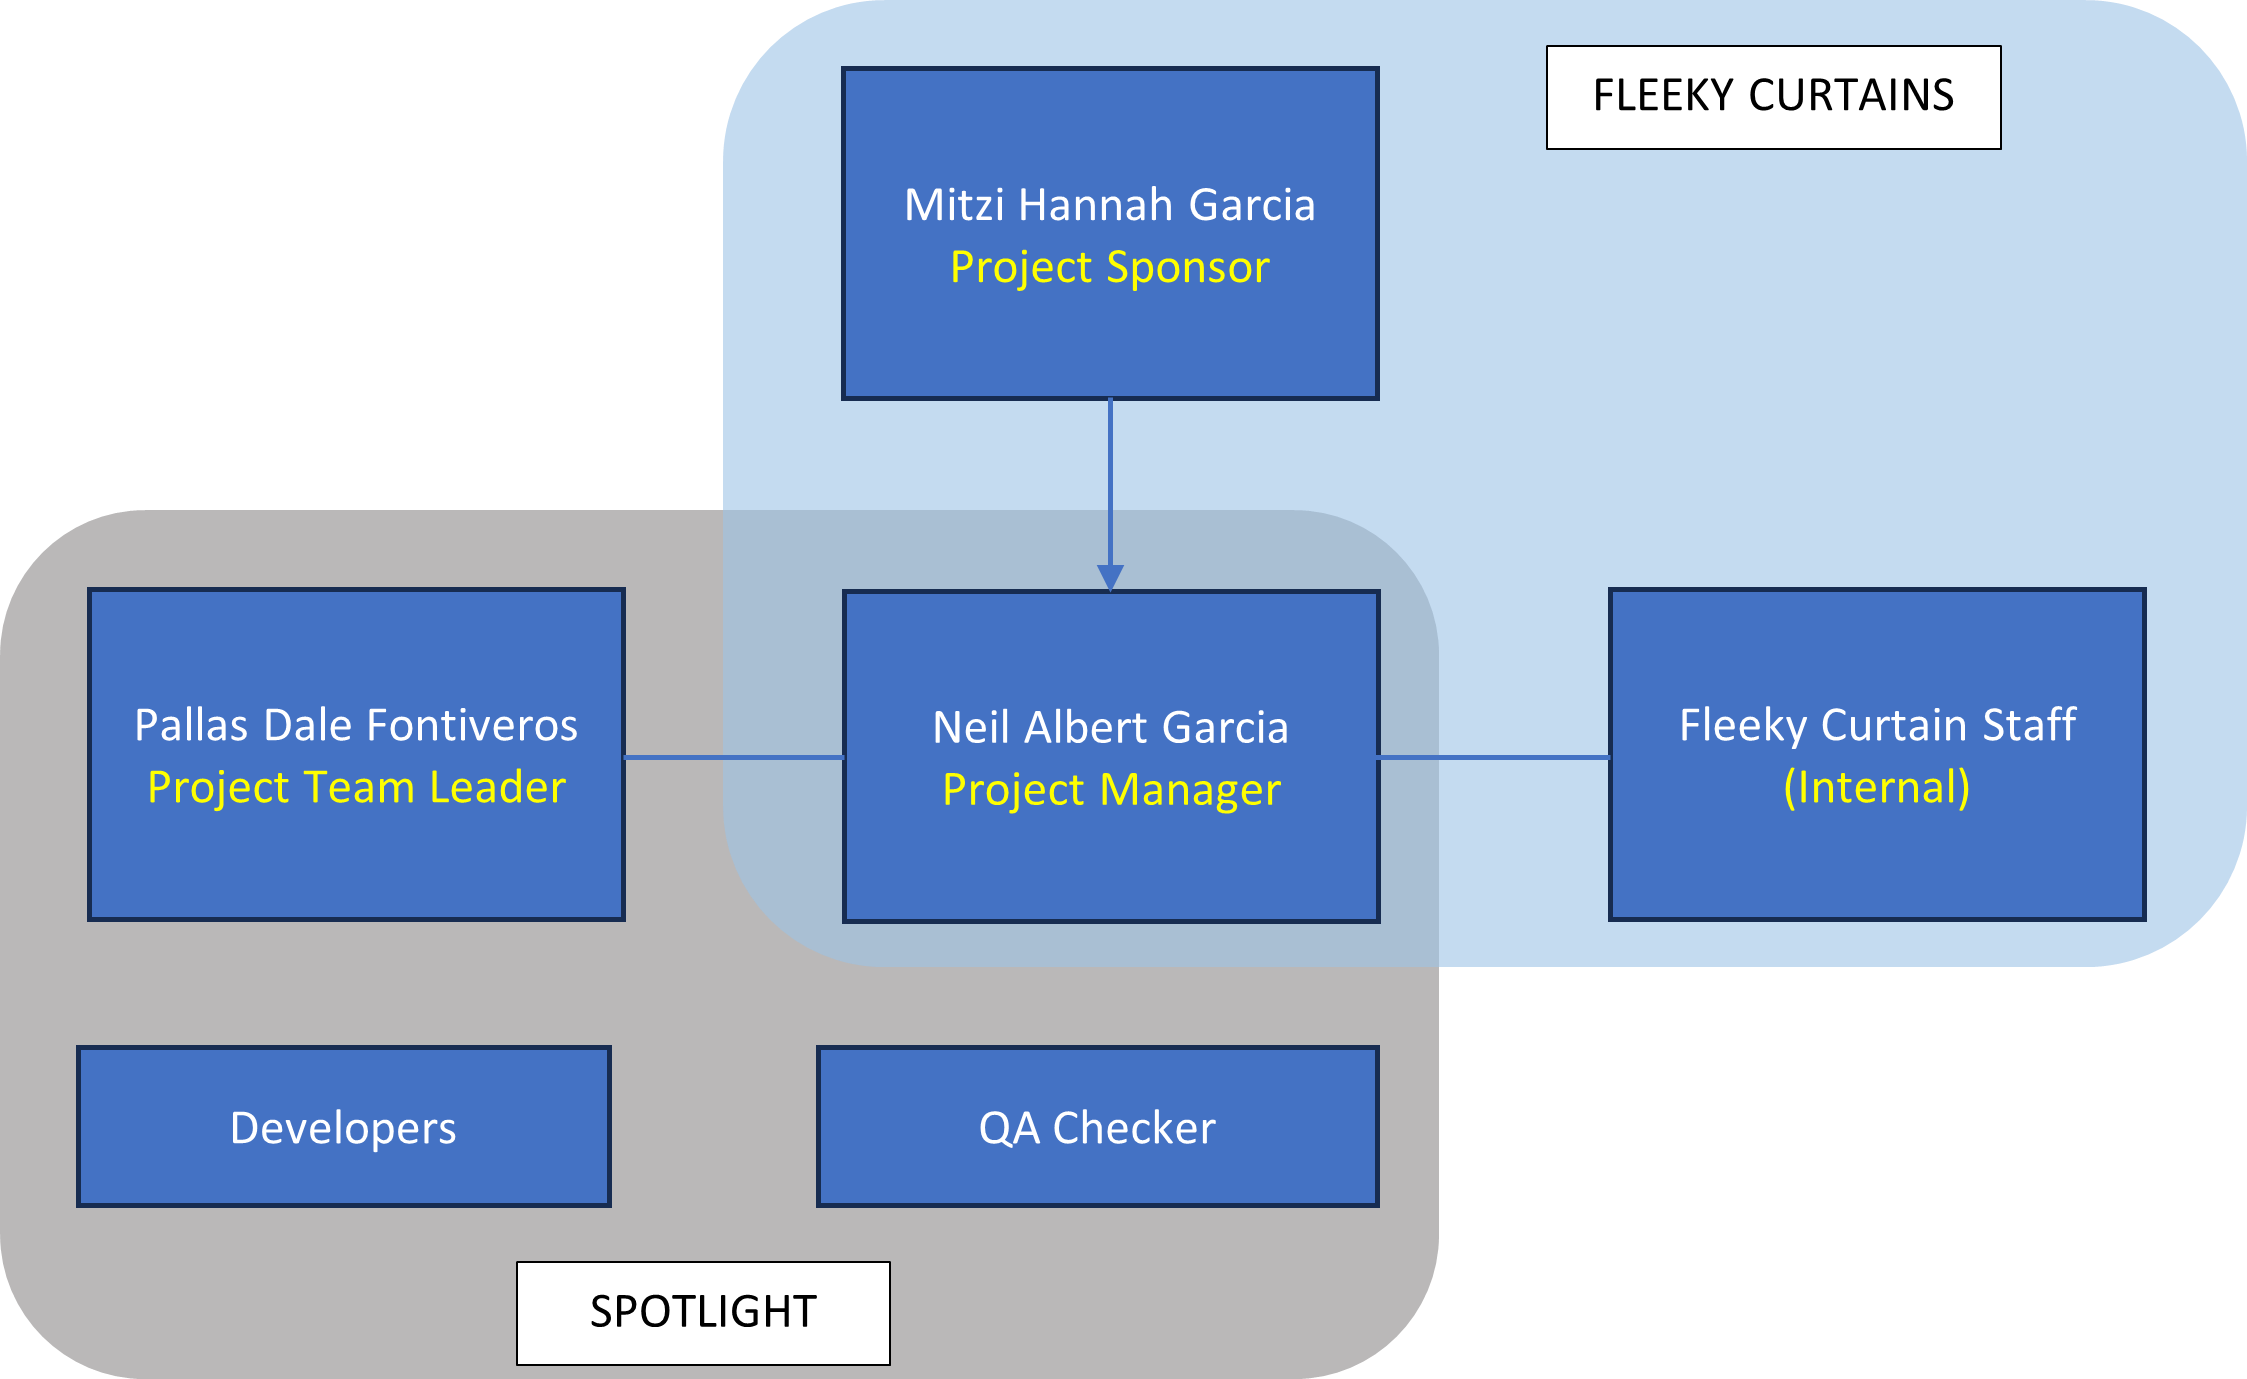 FLEEKY CURTAINS
Mitzi Hannah Garcia
Project Sponsor
Pallas Dale Fontiveros
Project Team Leader
Neil Albert Garcia
Project Manager
Fleeky Curtain Staff
(Internal)
Developers
QA Checker
SPOTLIGHT